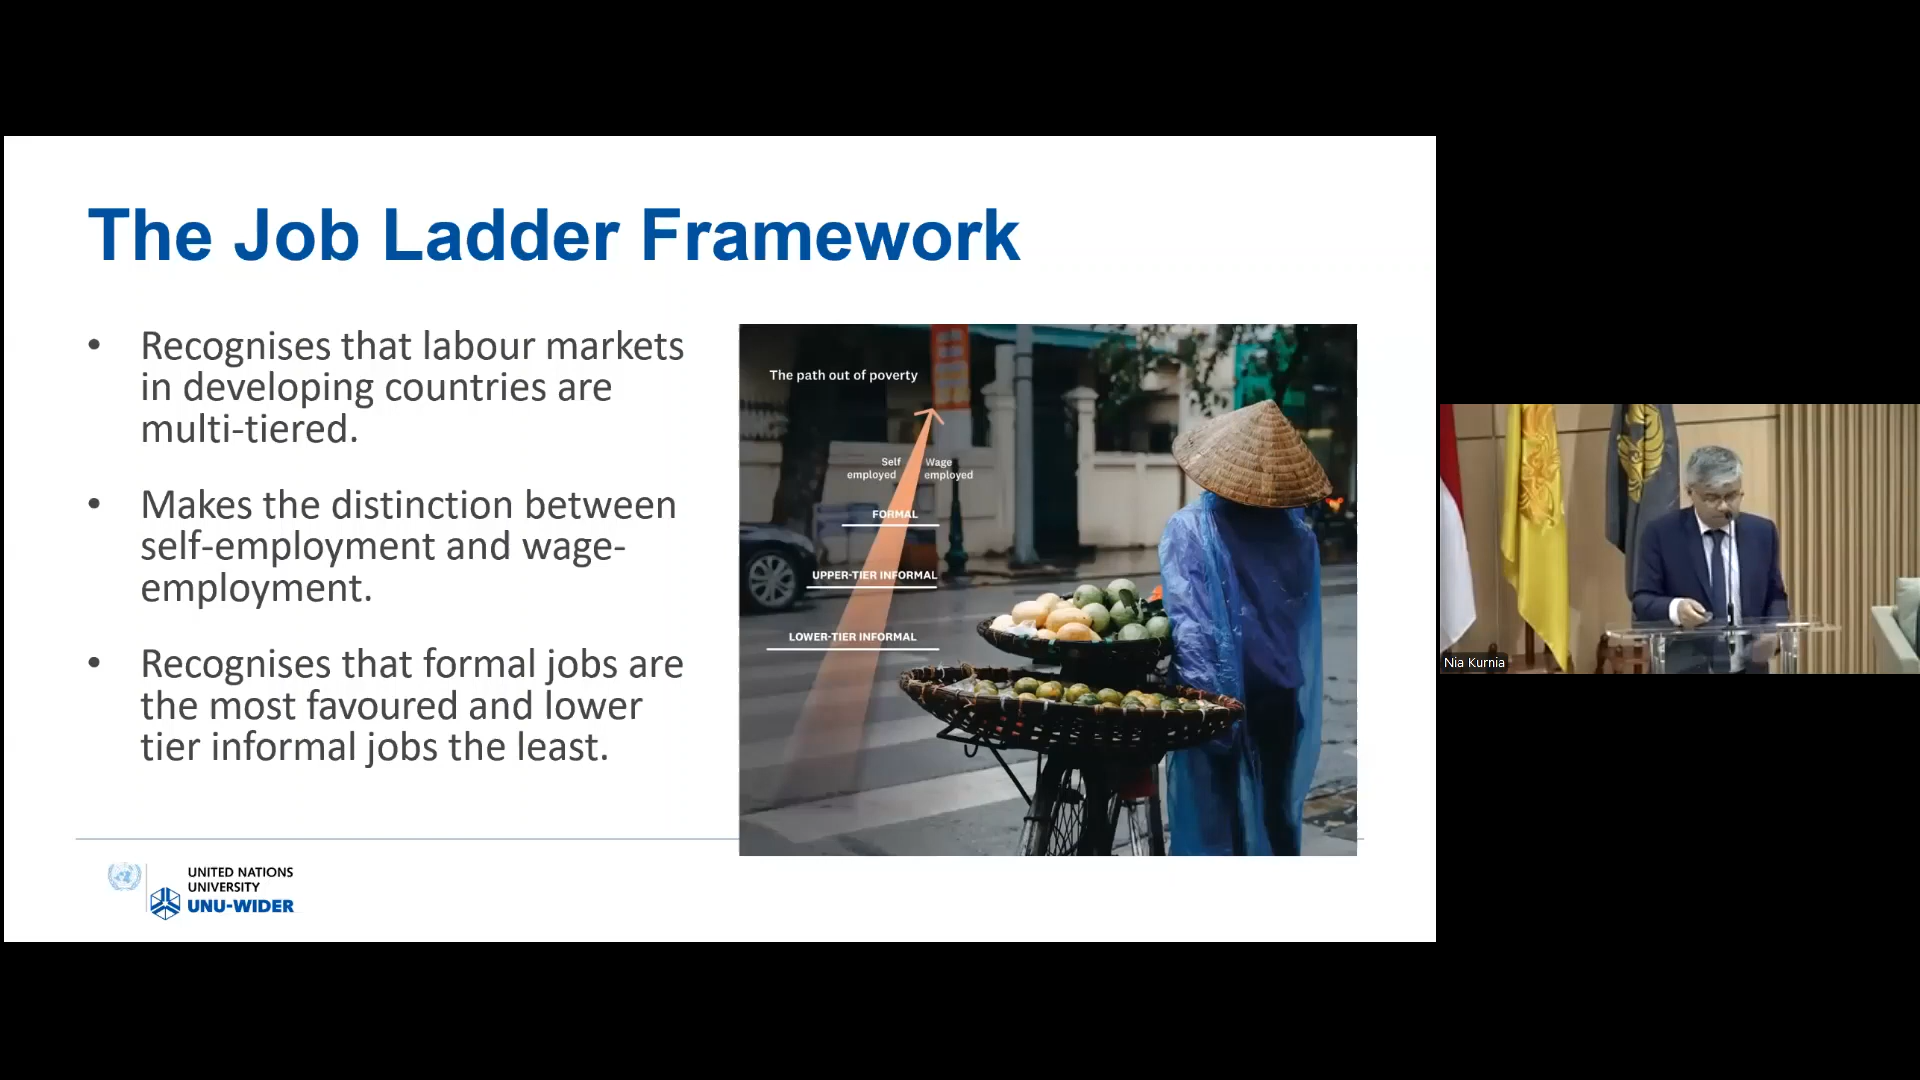 The Job Ladder Framework
• Recognises that labour markets
in developing countries are
multi-tiered.
• Makes the distinction between
self-employment and wage-
employment.
• Recognises that formal jobs are
the most favoured and lower
tier informal jobs the least.
The path out of poverty
Self
employed
Wage
employed
FORMAL
UPPER-TIER INFORMAL
LOWER-TIER INFORMAL
UNITED NATIONS
UNIVERSITY
UNU-WIDER
Nia Kurnia